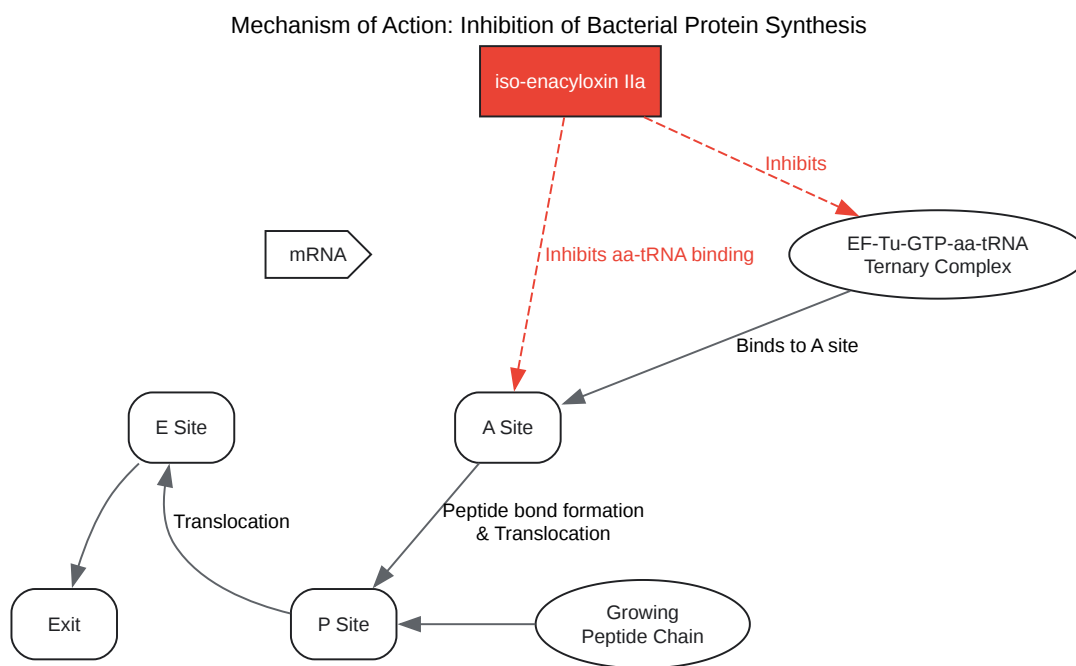 Mechanism of Action: Inhibition of Bacterial Protein Synthesis
iso-enacyloxin IIa
Inhibits
mRNA
Inhibits aa-tRNA binding
EF-Tu-GTP-aa-tRNA
Ternary Complex
Binds to A site
E Site
A Site
Translocation
Peptide bond formation
& Translocation
Exit
P Site
Growing
Peptide Chain